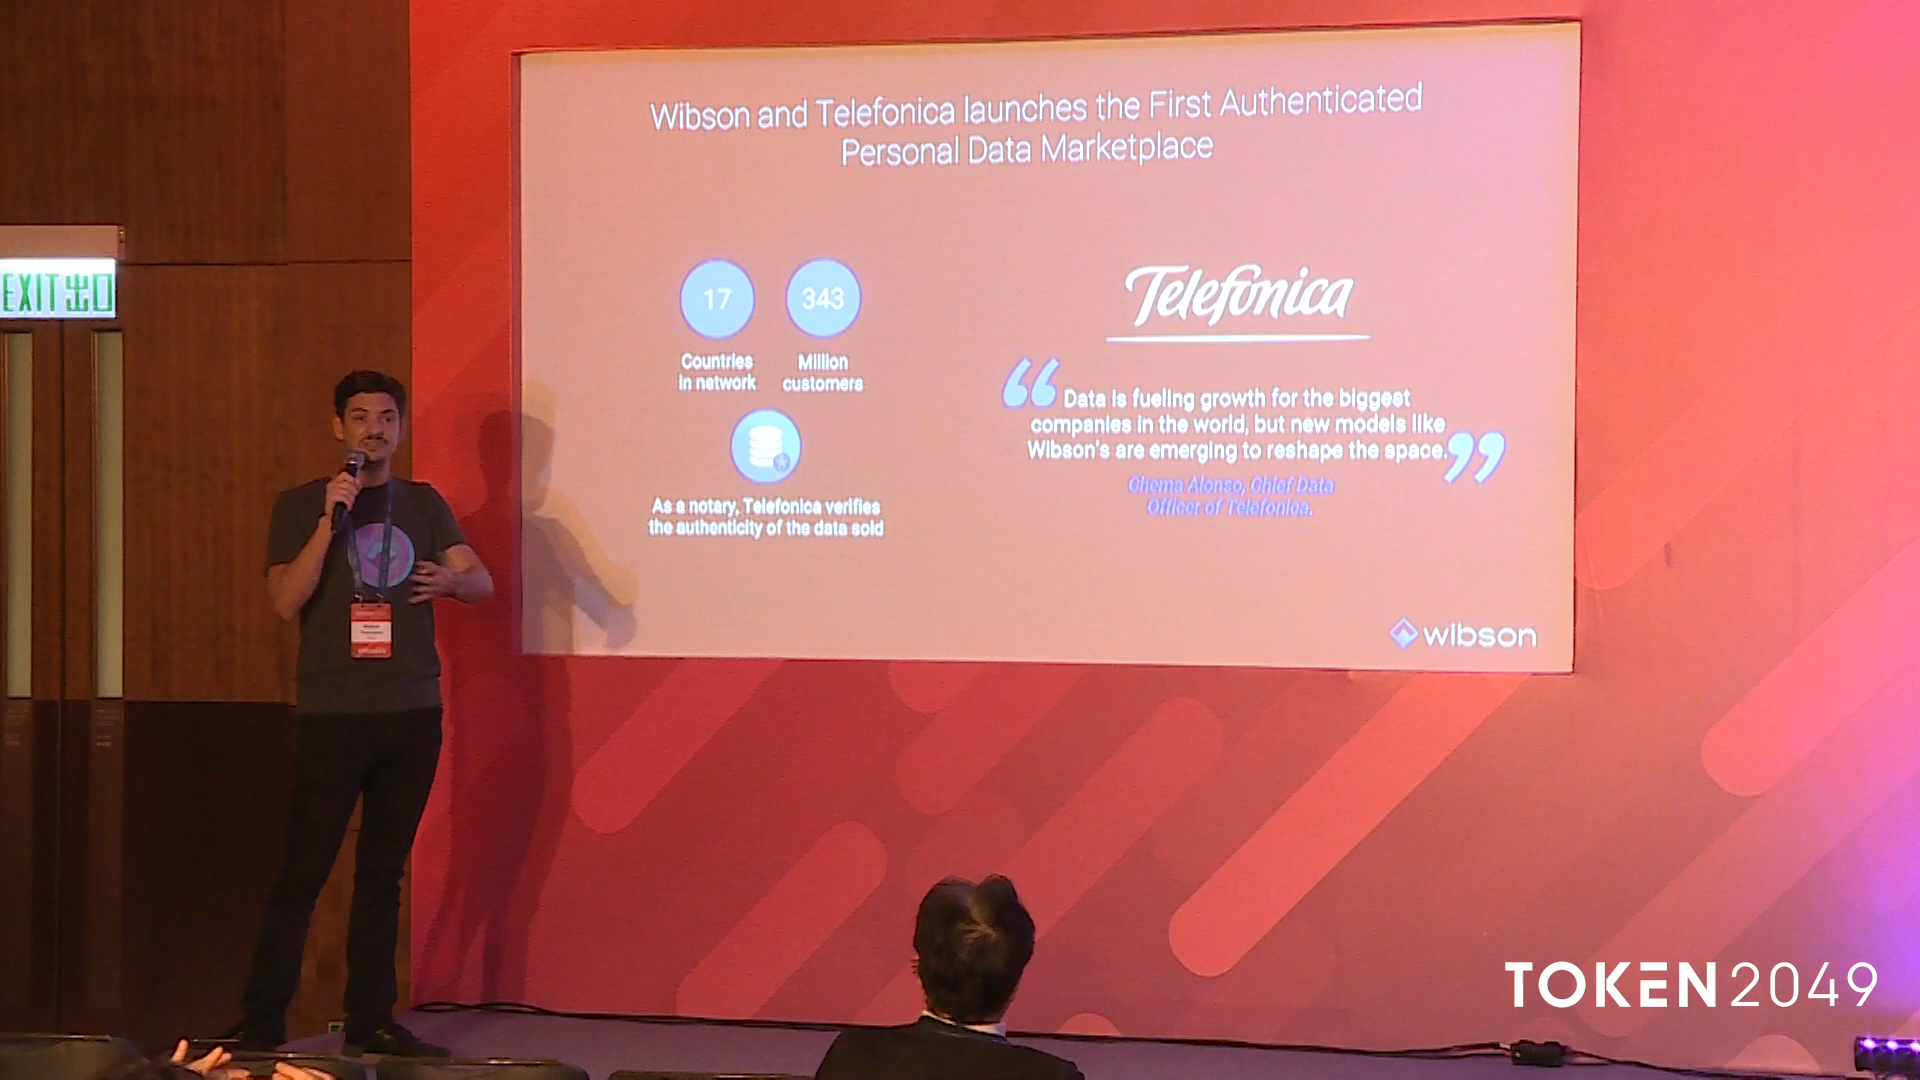 Wibson and Telefonica launches the First Authenticated
Personal Data Marketplace
EXIT 出口
17
343
Countries
in network
Million
customers
As a notary, Telefonica verifies
the authenticity of the data sold
Telefónica
“ Data is fueling growth for the biggest
companies in the world, but new models like
Wibson's are emerging to reshape the space. ”
Chema Alonso, Chief Data
Officer of Telefonica.
wibson
TOKEN2049